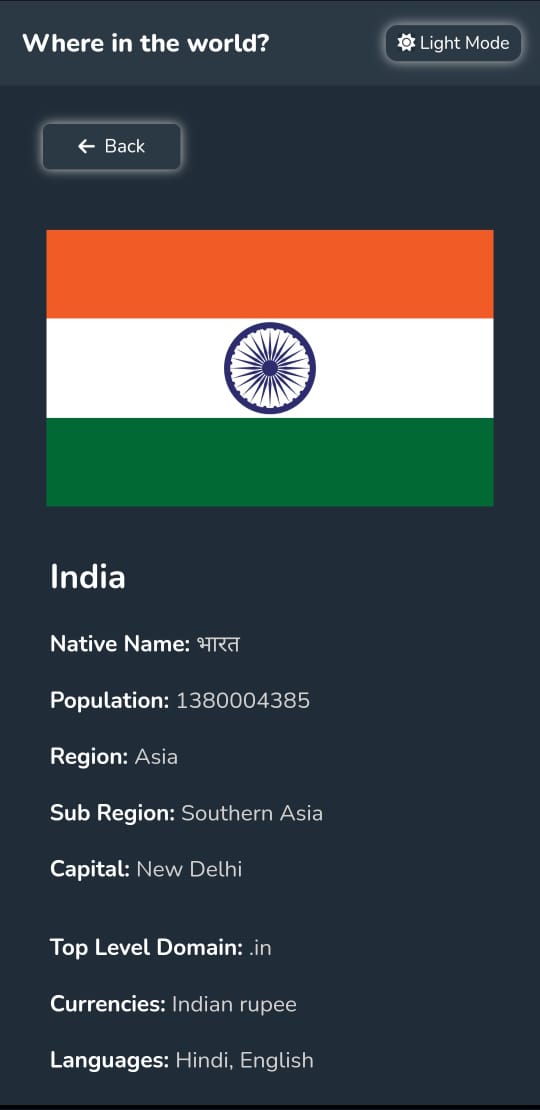 Where in the world?
Light Mode
Back
India
Native Name: भारत
Population: 1380004385
Region: Asia
Sub Region: Southern Asia
Capital: New Delhi
Top Level Domain: .in
Currencies: Indian rupee
Languages: Hindi, English